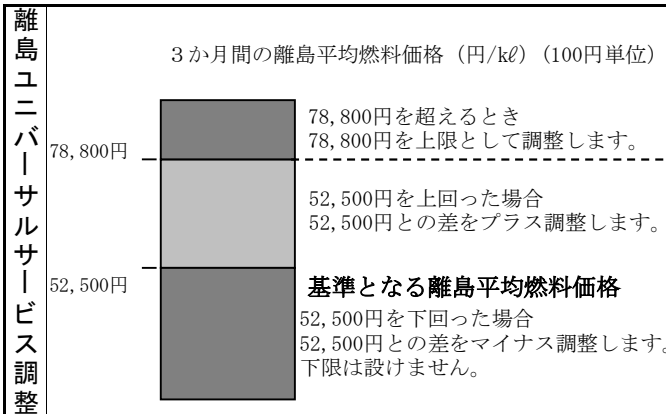 離島ユニバーサルサービス調整
3か月間の離島平均燃料価格（円/kℓ）(100円単位)
78,800円を超えるとき
78,800円を上限として調整します。
78,800円
52,500円を上回った場合
52,500円との差をプラス調整します。
52,500円
基準となる離島平均燃料価格
52,500円を下回った場合
52,500円との差をマイナス調整します。
下限は設けません。